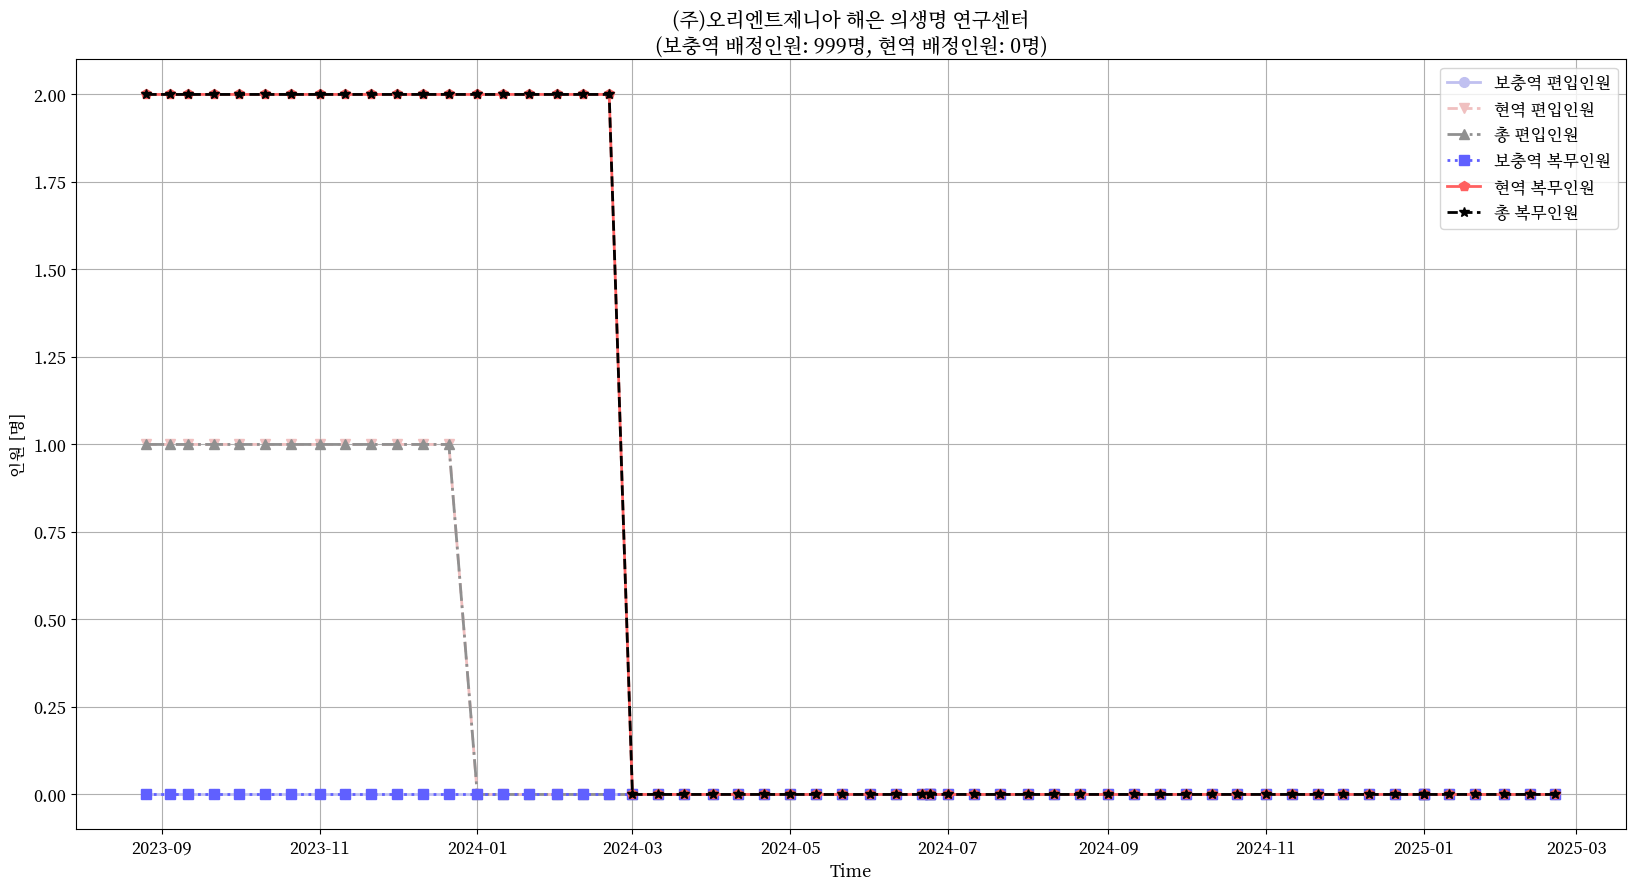 (주)오리엔트제니아 해은 의생명 연구센터
(보충역 배정인원: 999명, 현역 배정인원: 0명)
보충역 편입인원
현역 편입인원
총 편입인원
보충역 복무인원
현역 복무인원
총 복무인원
2.00
1.75
1.50
1.25
1.00
0.75
0.50
0.25
0.00
인원 [명]
2023-09
2023-11
2024-01
2024-03
2024-05
2024-07
2024-09
2024-11
2025-01
2025-03
Time